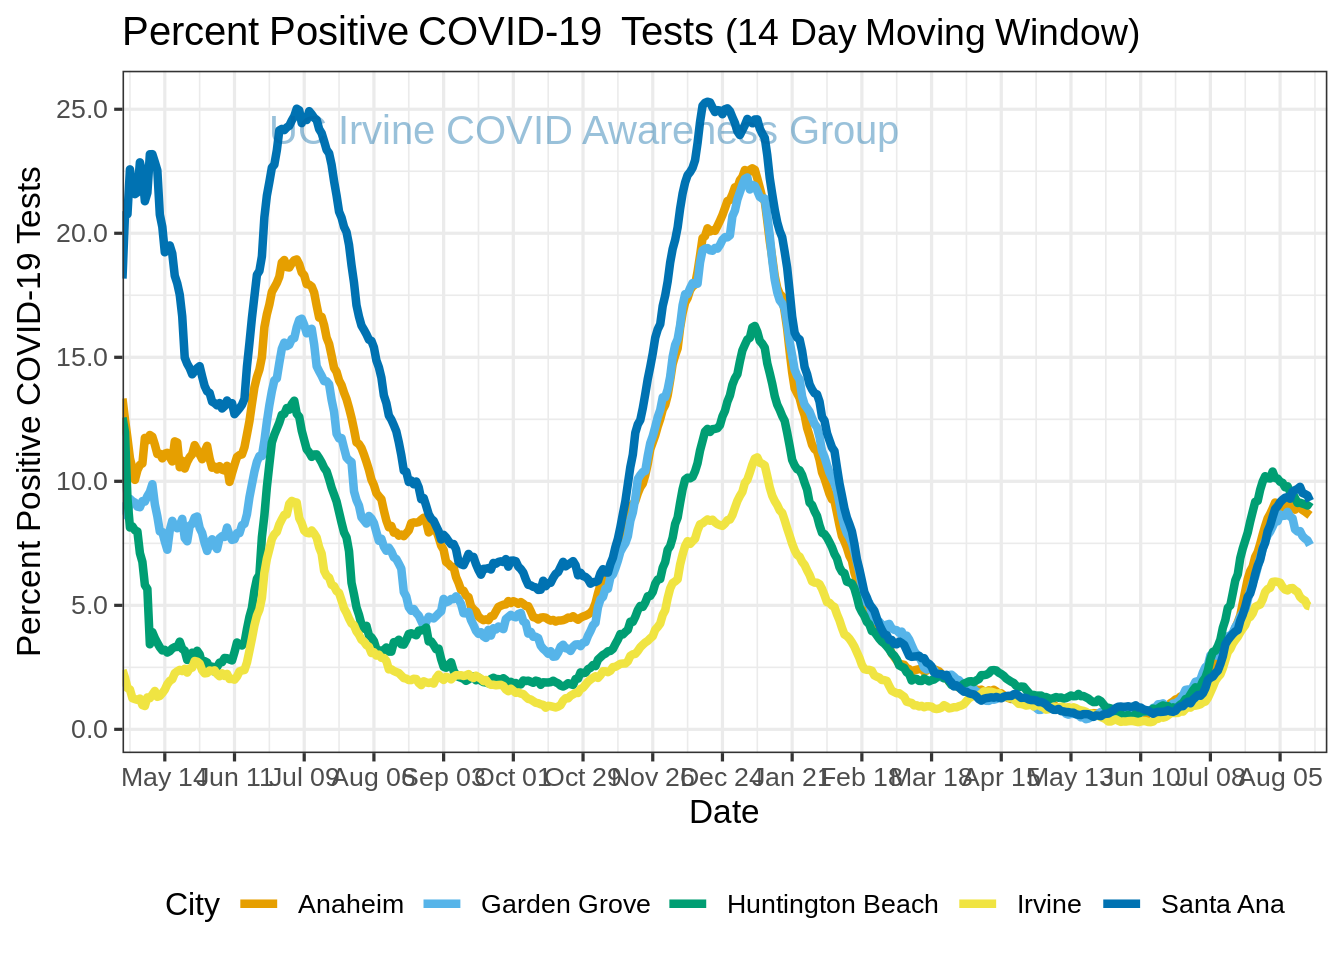 Percent Positive COVID-19  Tests (14 Day Moving Window)
UC Irvine COVID Awareness Group
Percent Positive COVID-19 Tests
25.0
20.0
15.0
10.0
5.0
0.0
May 14 Jun 11 Jul 09 Aug 06 Sep 03 Oct 01 Oct 29 Nov 26 Dec 24 Jan 21 Feb 18 Mar 18 Apr 15 May 13 Jun 10 Jul 08 Aug 05
Date
City Anaheim Garden Grove Huntington Beach Irvine Santa Ana